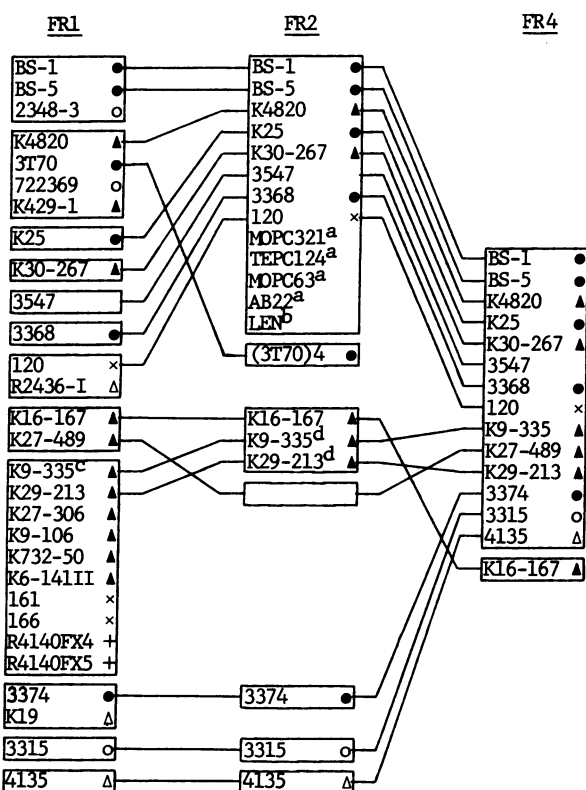 FR1
FR2
FR4
BS-1 ●
BS-5 ●
2348-3 ○
K4820 ▲
3T70 ●
722369 ○
K429-1 ▲
K25 ●
K30-267 ▲
3547
3368 ●
120 ×
R2436-I Δ
K16-167 ▲
K27-489 ▲
K9-335c ▲
K29-213 ▲
K27-306 ▲
K9-106 ▲
K732-50 ▲
K6-141II ▲
161 ×
166 ×
R4140FX4 +
R4140FX5 +
3374 ●
K19 Δ
3315 ○
4135 Δ
BS-1 ●
BS-5 ●
K4820 ▲
K25 ●
K30-267 ▲
3547
3368 ●
120 ×
MOPC321a
TEPC124a
MOPC63a
AB22a
LENb
(3T70)4 ●
K16-167 ▲
K9-335d ▲
K29-213d ▲
3374 ●
3315 ○
4135 Δ
BS-1 ●
BS-5 ●
K4820 ▲
K25 ●
K30-267 ▲
3547
3368 ●
120 ×
K9-335 ▲
K27-489 ▲
K29-213 ▲
3374 ●
3315 ○
4135 Δ
K16-167 ▲